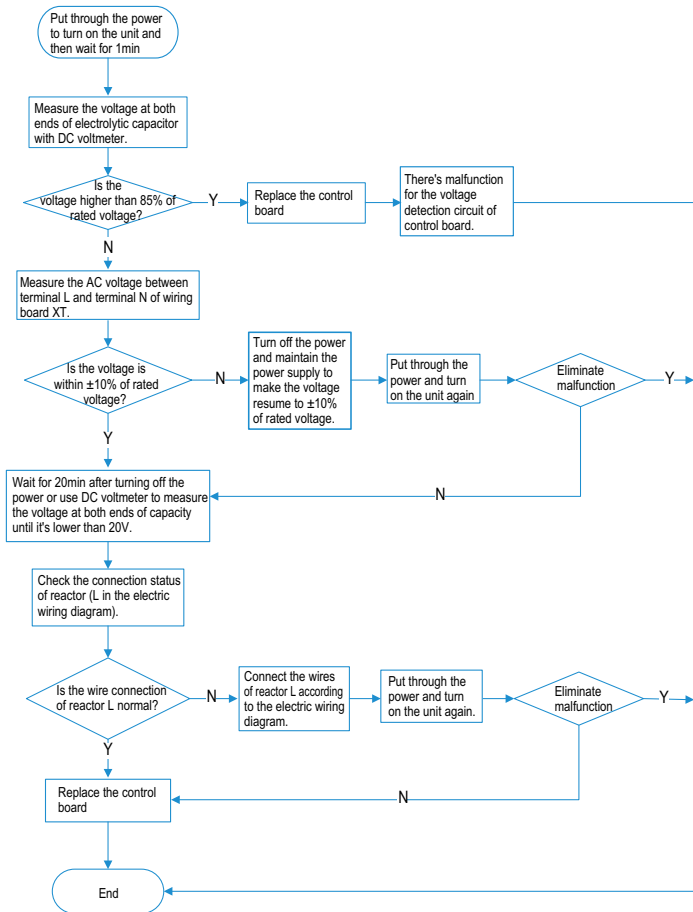 Put through the power
to turn on the unit and
then wait for 1min
Measure the voltage at both
ends of electrolytic capacitor
with DC voltmeter.
Is the
voltage higher than 85% of
rated voltage?
Y
Replace the control
board
There's malfunction
for the voltage
detection circuit of
control board.
N
Measure the AC voltage between
terminal L and terminal N of wiring
board XT.
Is the voltage is
within ±10% of rated
voltage?
N
Turn off the power
and maintain the
power supply to
make the voltage
resume to ±10%
of rated voltage.
Put through the
power and turn
on the unit again
Eliminate
malfunction
Y
Y
N
Wait for 20min after turning off the
power or use DC voltmeter to measure
the voltage at both ends of capacity
until it's lower than 20V.
Check the connection status
of reactor (L in the electric
wiring diagram).
Is the wire connection
of reactor L normal?
N
Connect the wires
of reactor L according
to the electric wiring
diagram.
Put through the
power and turn
on the unit again.
Eliminate
malfunction
Y
Y
N
Replace the control
board
End